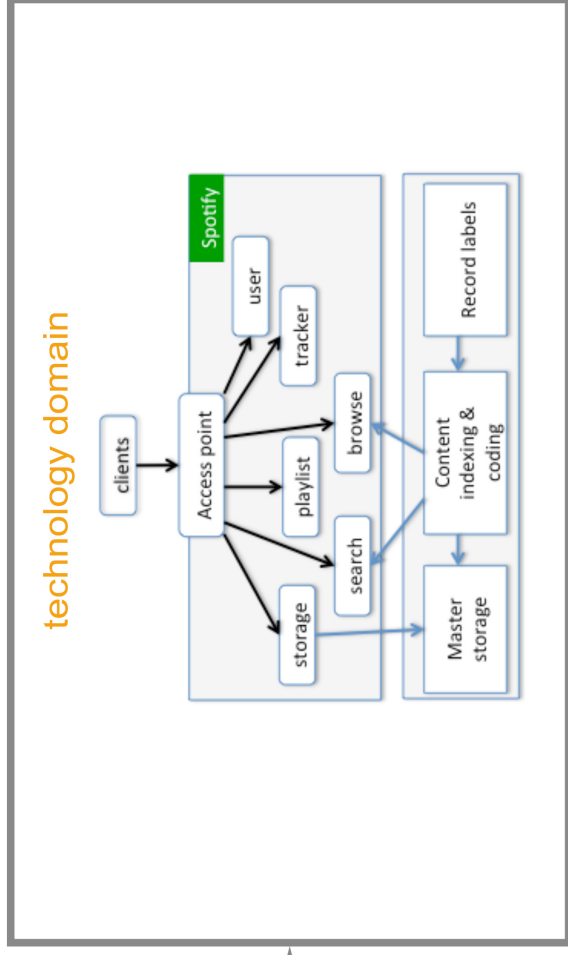 technology domain
clients
Access point
Spotify
storage
search
playlist
browse
tracker
user
Master
storage
Content
indexing &
coding
Record labels